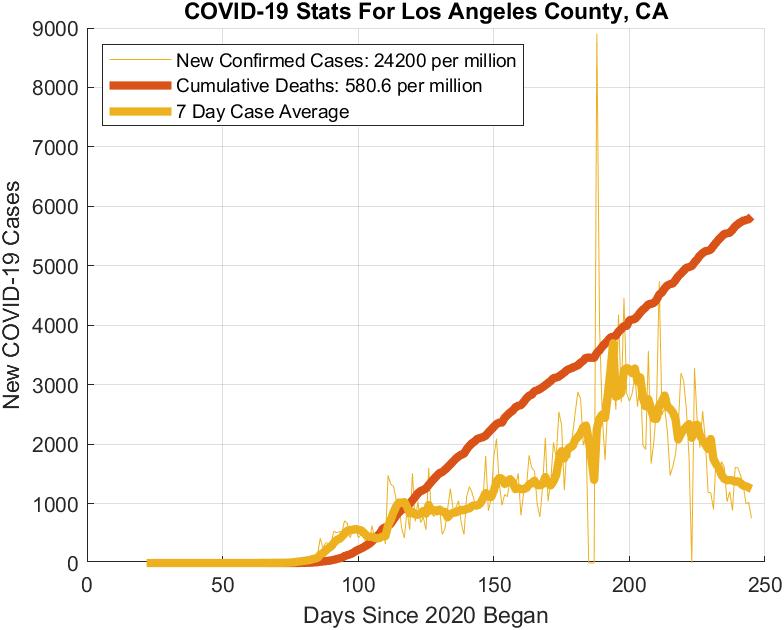 COVID-19 Stats For Los Angeles County, CA
New Confirmed Cases: 24200 per million
Cumulative Deaths: 580.6 per million
7 Day Case Average
New COVID-19 Cases
9000
8000
7000
6000
5000
4000
3000
2000
1000
0
0 50 100 150 200 250
Days Since 2020 Began